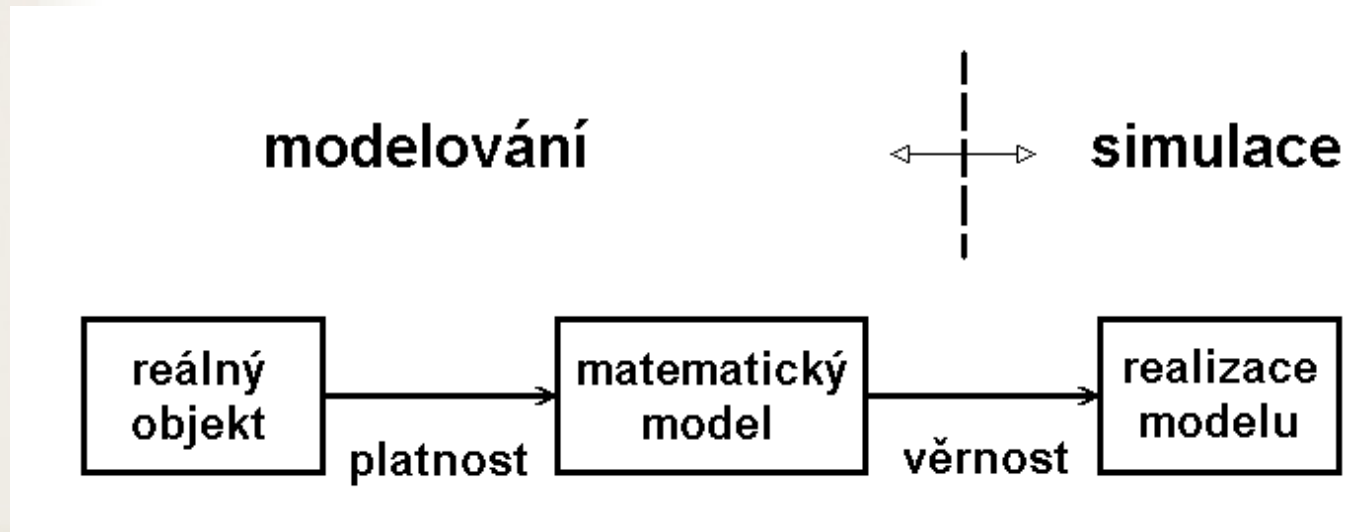 modelování
simulace
reálný
objekt
platnost
matematický
model
věrnost
realizace
modelu